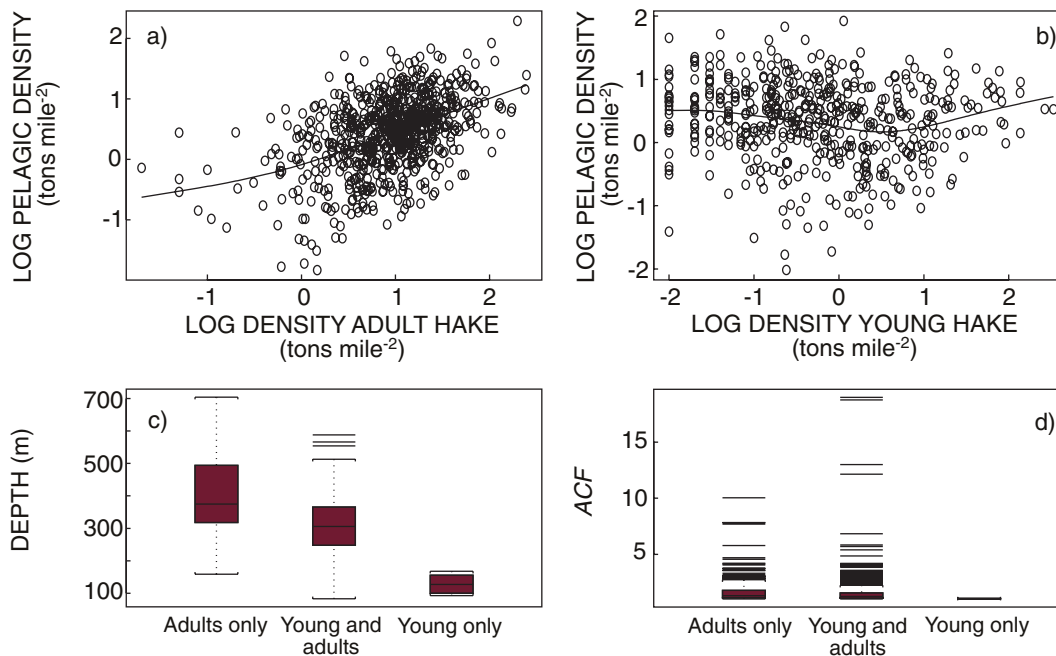 a)
LOG PELAGIC DENSITY
(tons mile-2)
2
1
0
-1
-1
0
1
2
LOG DENSITY ADULT HAKE
(tons mile-2)
b)
LOG PELAGIC DENSITY
(tons mile-2)
2
1
0
-1
-2
-2
-1
0
1
2
LOG DENSITY YOUNG HAKE
(tons mile-2)
c)
DEPTH (m)
700
500
300
100
Adults only
Young and
adults
Young only
d)
ACF
15
10
5
Adults only
Young and
adults
Young only